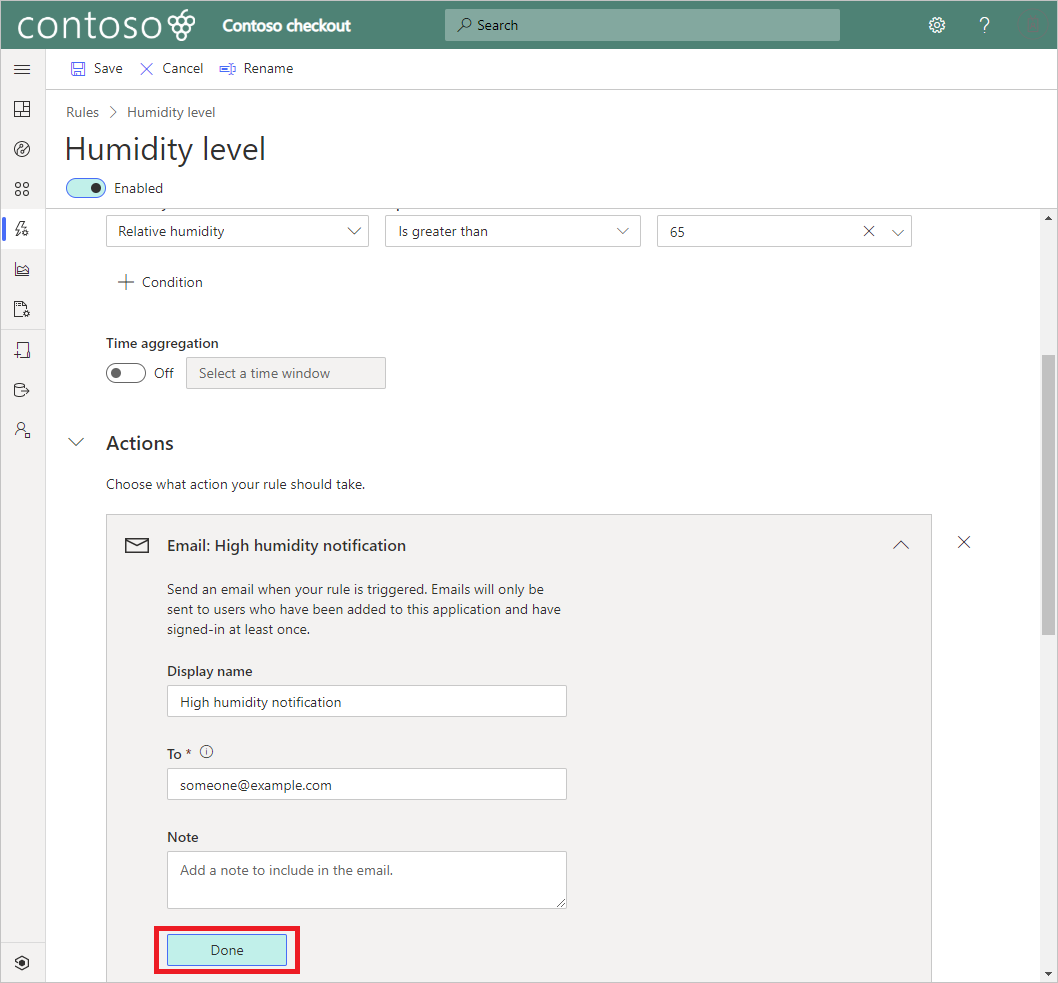 contoso Contoso checkout Search
Save Cancel Rename
Rules Humidity level
Humidity level
Enabled
Relative humidity Is greater than 65
Condition
Time aggregation
Off Select a time window
Actions
Choose what action your rule should take.
Email: High humidity notification
Send an email when your rule is triggered. Emails will only be
sent to users who have been added to this application and have
signed-in at least once.
Display name
High humidity notification
To *
someone@example.com
Note
Add a note to include in the email.
Done